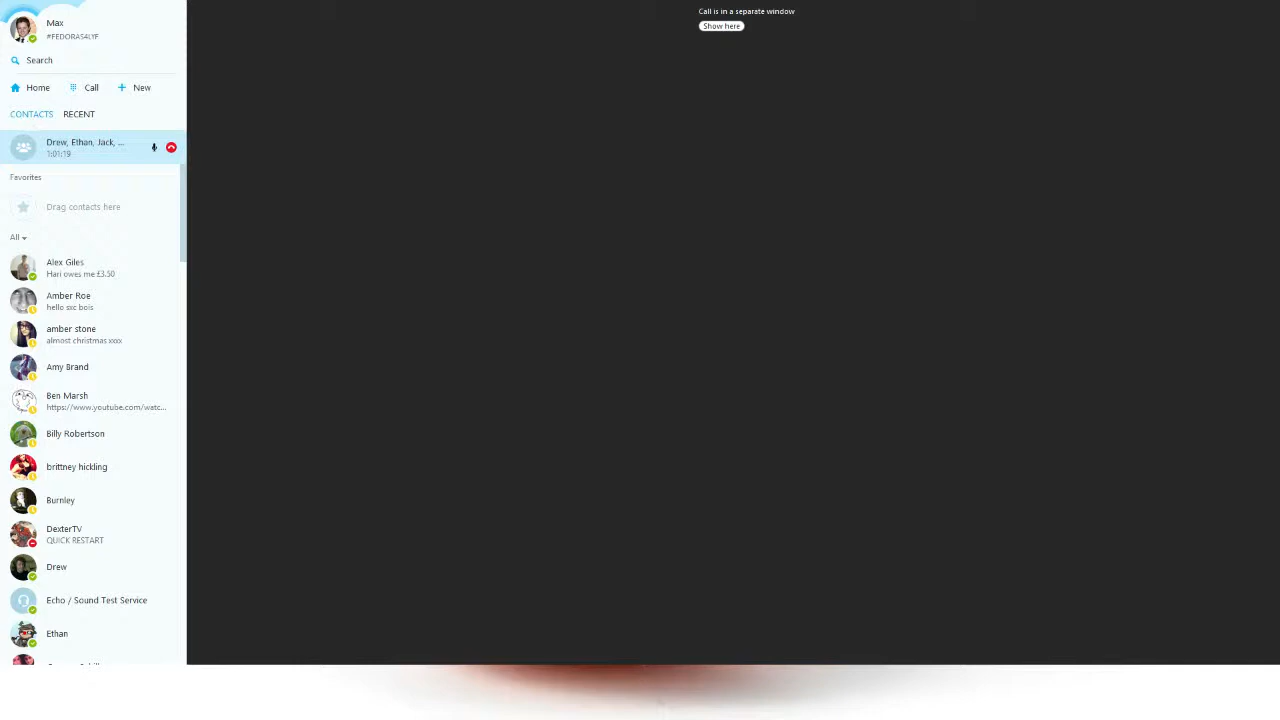 Max
#FEDORAS4LYF
Search
Home
Call
New
CONTACTS
RECENT
Drew, Ethan, Jack, ...
1:01:19
Favorites
Drag contacts here
All
Alex Giles
Hari owes me £3.50
Amber Roe
hello sxc bois
amber stone
almost christmas xxxx
Amy Brand
Ben Marsh
https://www.youtube.com/watc...
Billy Robertson
brittney hickling
Burnley
DexterTV
QUICK RESTART
Drew
Echo / Sound Test Service
Ethan
Call is in a separate window
Show here